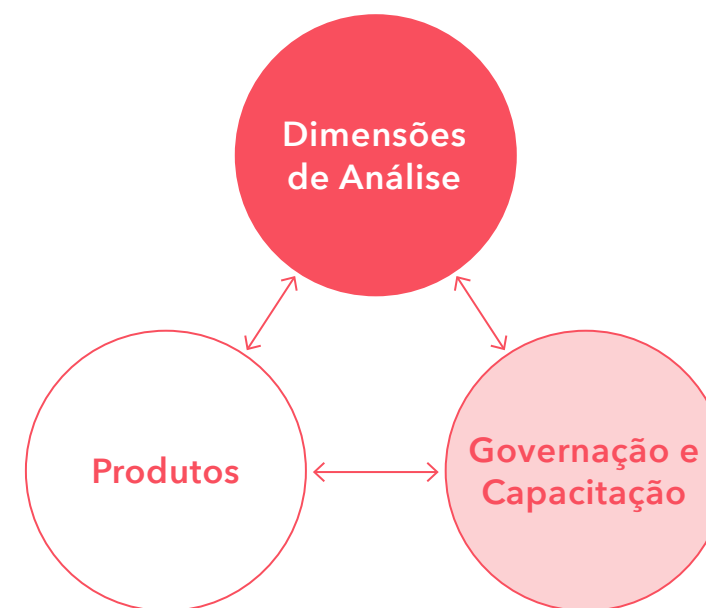 Dimensões
de Análise
Produtos
Governação e
Capacitação